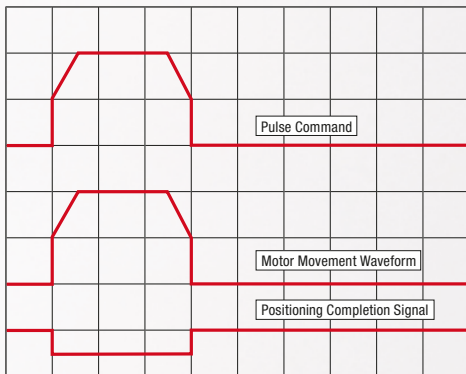 Pulse Command
Motor Movement Waveform
Positioning Completion Signal